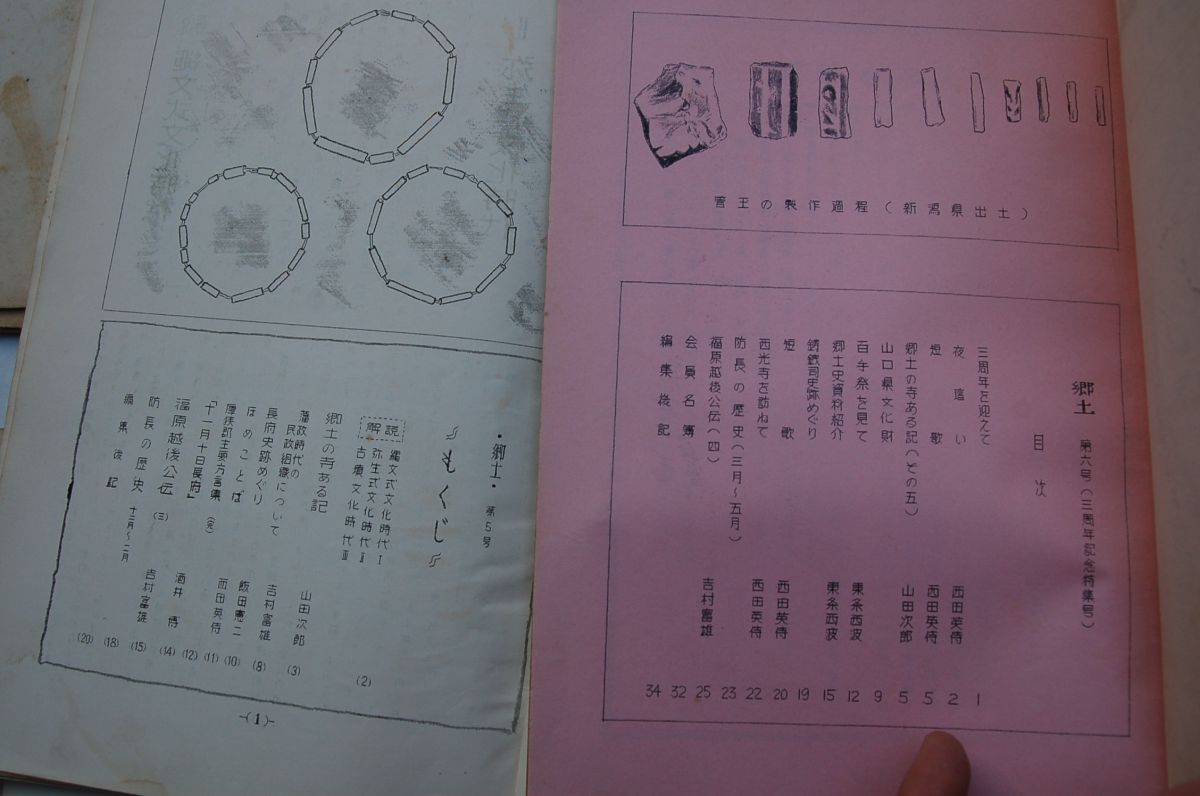 管玉の製作過程(新潟県出土)
郷土 第六号(三周年記念特集号)
目次
三周年を迎えて 1
夜這い 西田英侍 2
短歌 西田英侍 5
郷土の寺ある記(その五) 山田次郎 5
山口県文化財 9
百手祭を見て 東条西波 12
郷土史資料紹介 東条西波 15
鋳銭司史跡めぐり 19
短歌 西田英侍 20
西光寺を訪ねて 西田英侍 22
防長の歴史(三月~五月) 23
福原越後公伝(四) 吉村富雄 25
会員名簿 32
編集後記 34
・郷土・ 第5号
もくじ
解説 縄文式文化時代Ⅰ
弥生式文化時代Ⅱ
古墳文化時代Ⅲ (2)
郷土の寺ある記 山田次郎 (3)
藩政時代の
民政組織について 吉村富雄 (8)
長府史跡めぐり 飯田憲二 (10)
ほめことば 西田英侍 (11)
厚狭郡主要方言集(完) (12)
「十一月十日長府」 酒井博 (14)
福原越後公伝(三) 吉村富雄 (15)
防長の歴史 十二月~二月 (18)
編集後記 (20)
-(1)-